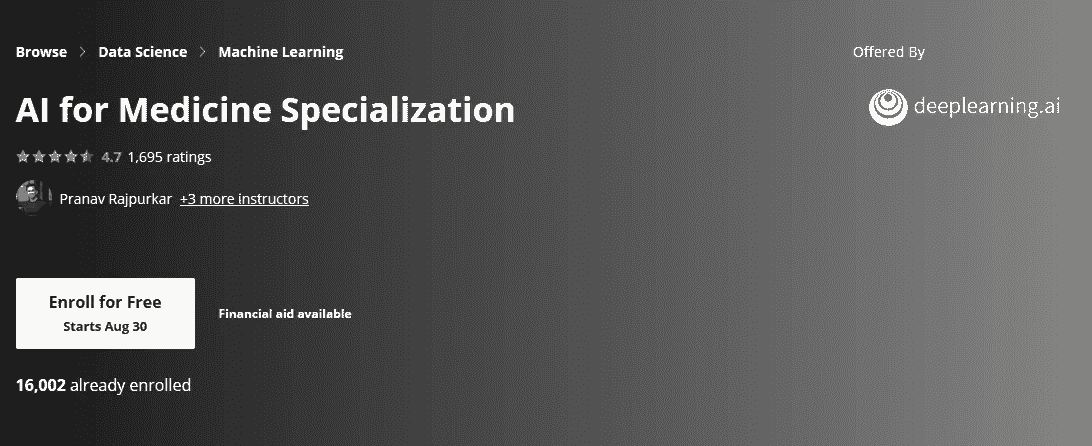 Browse > Data Science > Machine Learning
Offered By
AI for Medicine Specialization
deeplearning.ai
4.7 1,695 ratings
Pranav Rajpurkar +3 more instructors
Enroll for Free
Starts Aug 30
Financial aid available
16,002 already enrolled